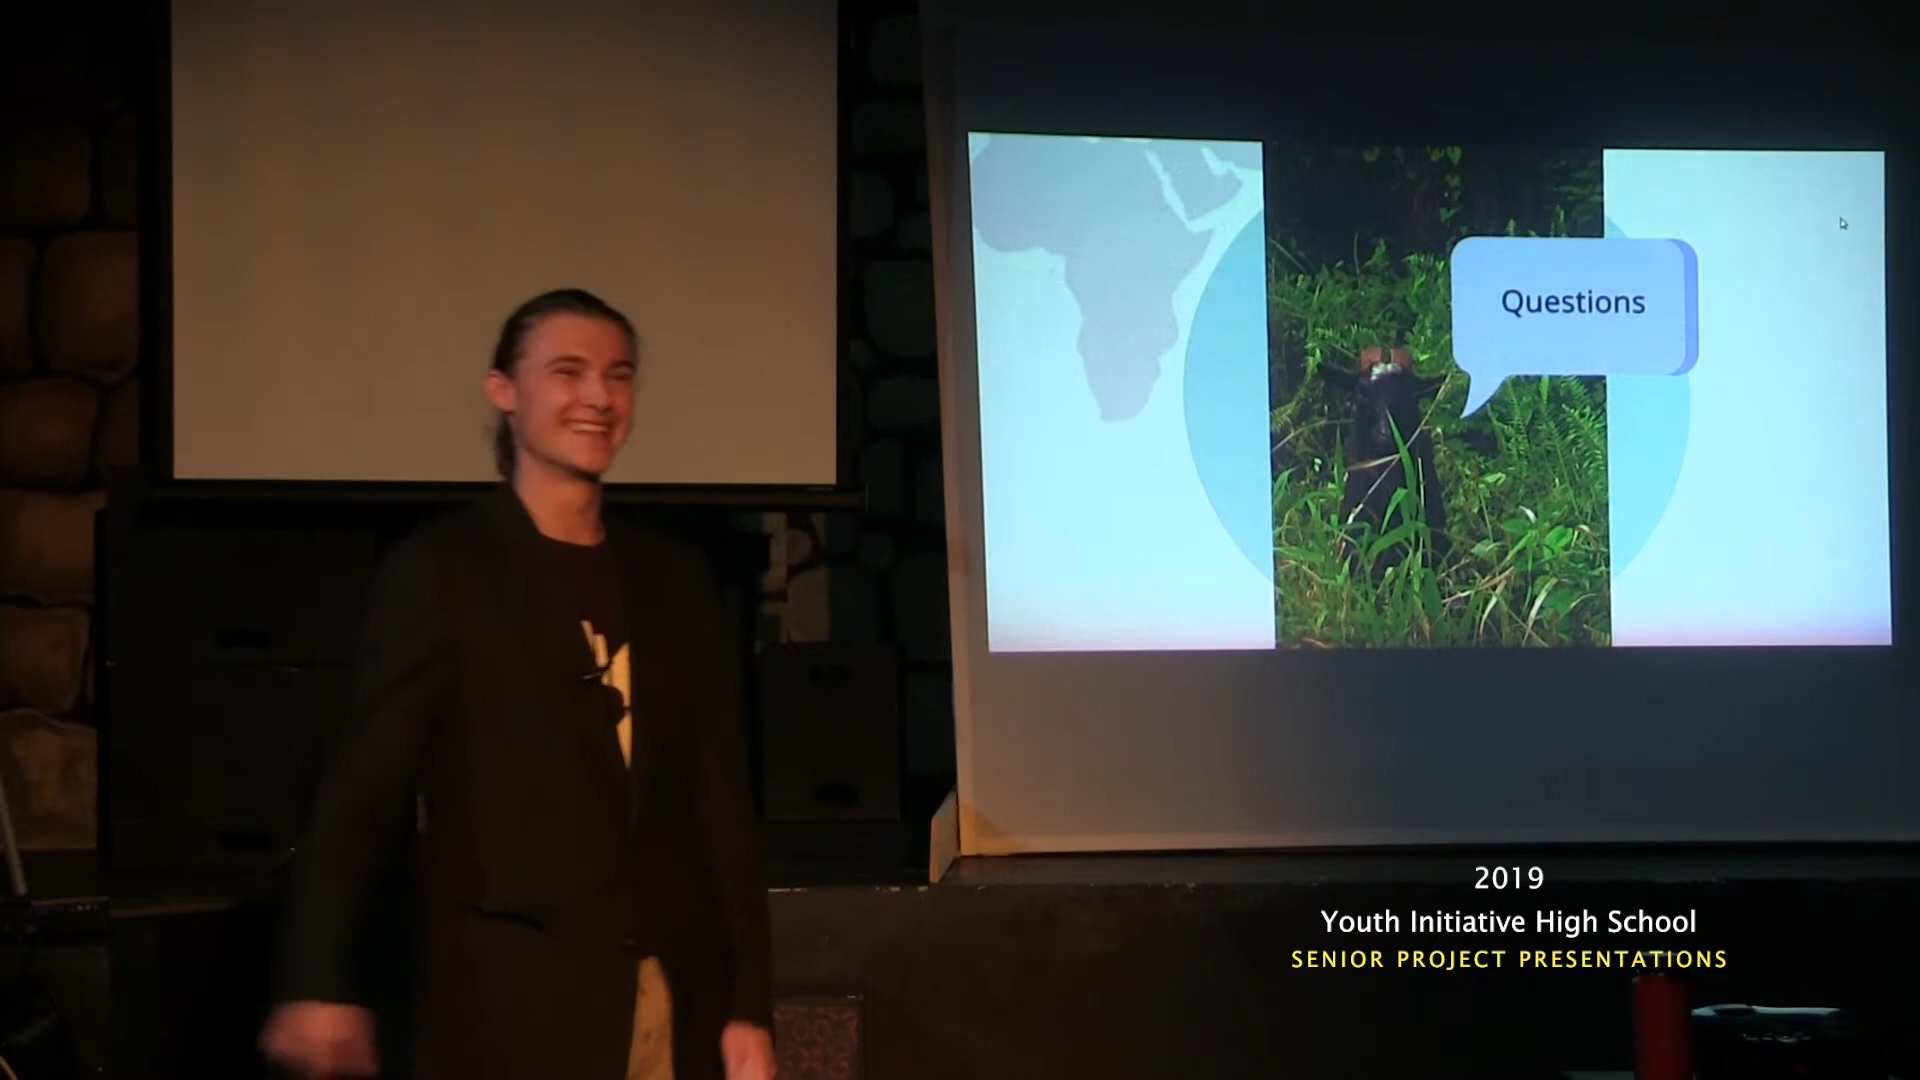 Questions
2019
Youth Initiative High School
SENIOR PROJECT PRESENTATIONS